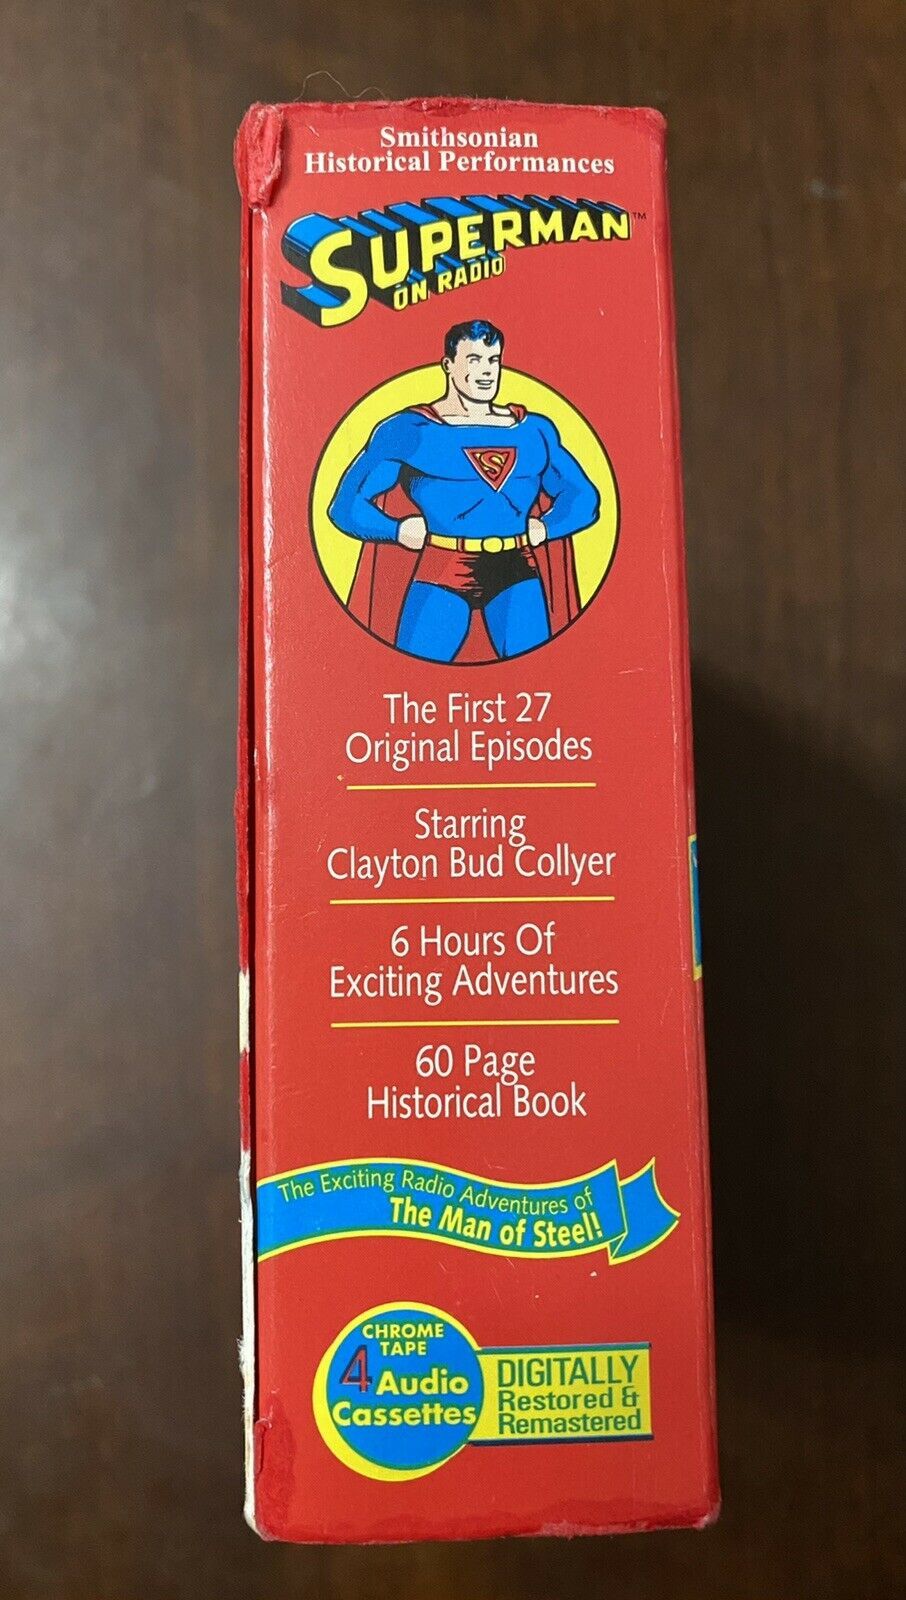 Smithsonian
Historical Performances
SUPERMAN™
ON RADIO
S
The First 27
Original Episodes
Starring
Clayton Bud Collyer
6 Hours Of
Exciting Adventures
60 Page
Historical Book
The Exciting Radio Adventures of
The Man of Steel!
CHROME
TAPE
4 Audio
Cassettes
DIGITALLY
Restored &
Remastered